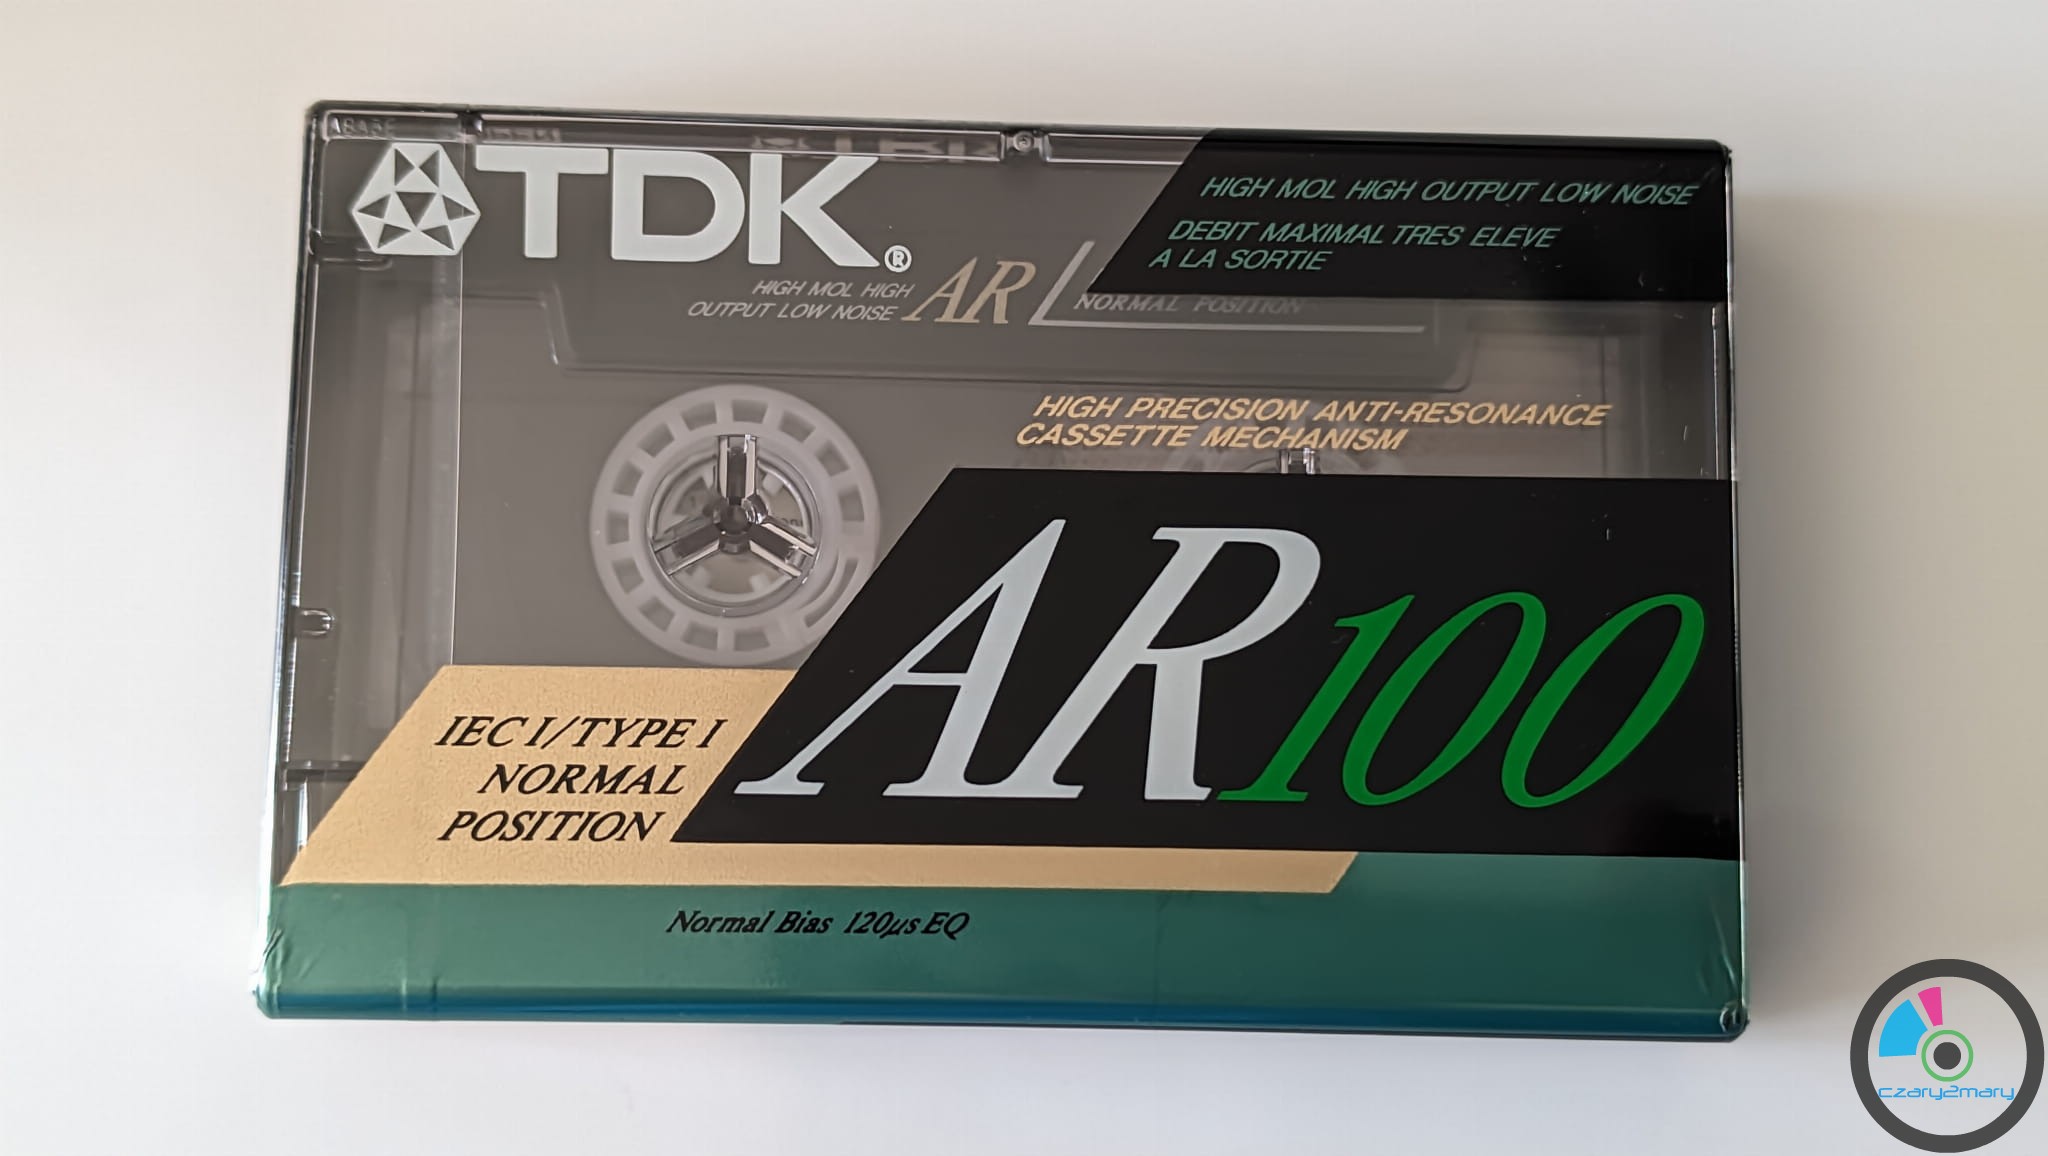 TDK®
HIGH MOL HIGH OUTPUT LOW NOISE
DEBIT MAXIMAL TRES ELEVE
A LA SORTIE
HIGH MOL HIGH
OUTPUT LOW NOISE
AR
NORMAL POSITION
HIGH PRECISION ANTI-RESONANCE
CASSETTE MECHANISM
AR100
IEC I/TYPE I
NORMAL
POSITION
Normal Bias 120µs EQ
czary2mary